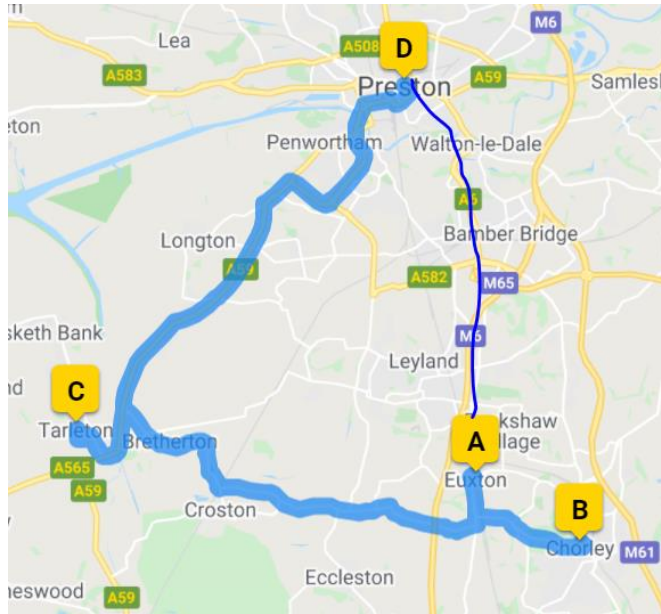 m
Lea
A508
D
M6
A583
Preston
A59
Samlesb
eton
Penwortham
Walton-le-Dale
A6
Longton
Bamber Bridge
A59
A582
M65
sketh Bank
M6
Leyland
nd
C
Tarleton
Bretherton
A
kshaw
llage
A565
Euxton
A59
Croston
B
Chorley
M61
Eccleston
neswood
A59